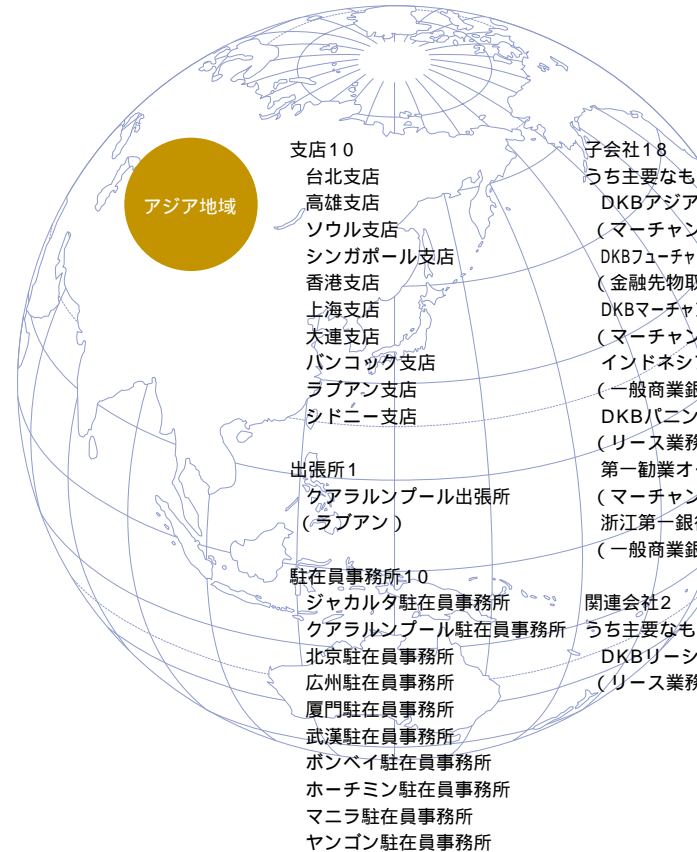 アジア地域
支店10
台北支店
高雄支店
ソウル支店
シンガポール支店
香港支店
上海支店
大連支店
バンコック支店
ラブアン支店
シドニー支店
出張所1
クアラルンプール出張所
(ラブアン)
駐在員事務所10
ジャカルタ駐在員事務所
クアラルンプール駐在員事務所
北京駐在員事務所
広州駐在員事務所
厦門駐在員事務所
武漢駐在員事務所
ボンベイ駐在員事務所
ホーチミン駐在員事務所
マニラ駐在員事務所
ヤンゴン駐在員事務所
子会社18
うち主要なも
DKBアジア
(マーチャン
DKBフューチャ
(金融先物取
DKBマーチャ
(マーチャン
インドネシ
(一般商業銀
DKBパニン
(リース業務
第一勧業オ
(マーチャン
浙江第一銀
(一般商業銀
関連会社2
うち主要なも
DKBリーシ
(リース業務